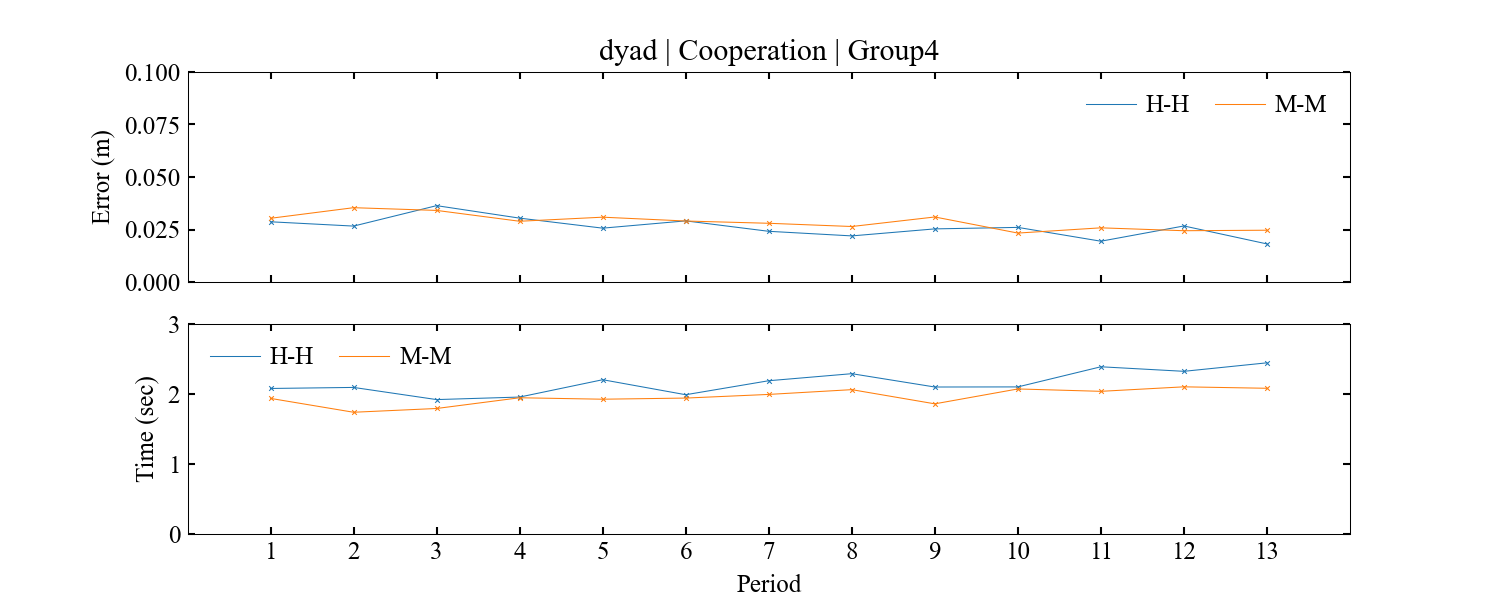 dyad | Cooperation | Group4
0.100
0.075
0.050
0.025
0.000
Error (m)
H-H M-M
3
2
1
0
Time (sec)
H-H M-M
1 2 3 4 5 6 7 8 9 10 11 12 13
Period